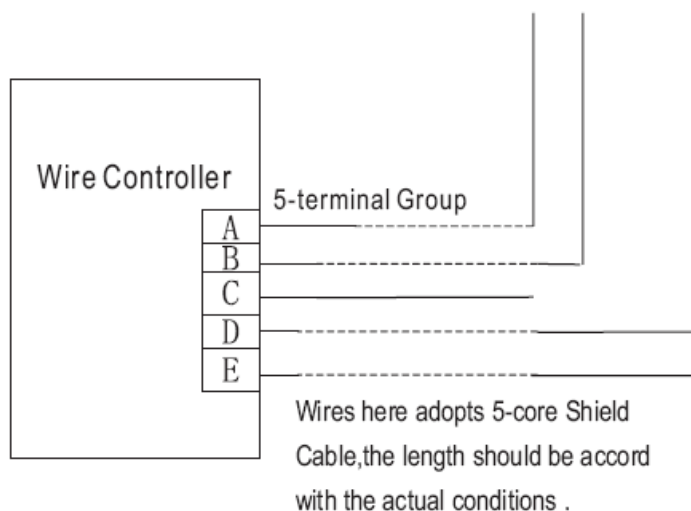 Wire Controller
5-terminal Group
A
B
C
D
E
Wires here adopts 5-core Shield
Cable,the length should be accord
with the actual conditions .